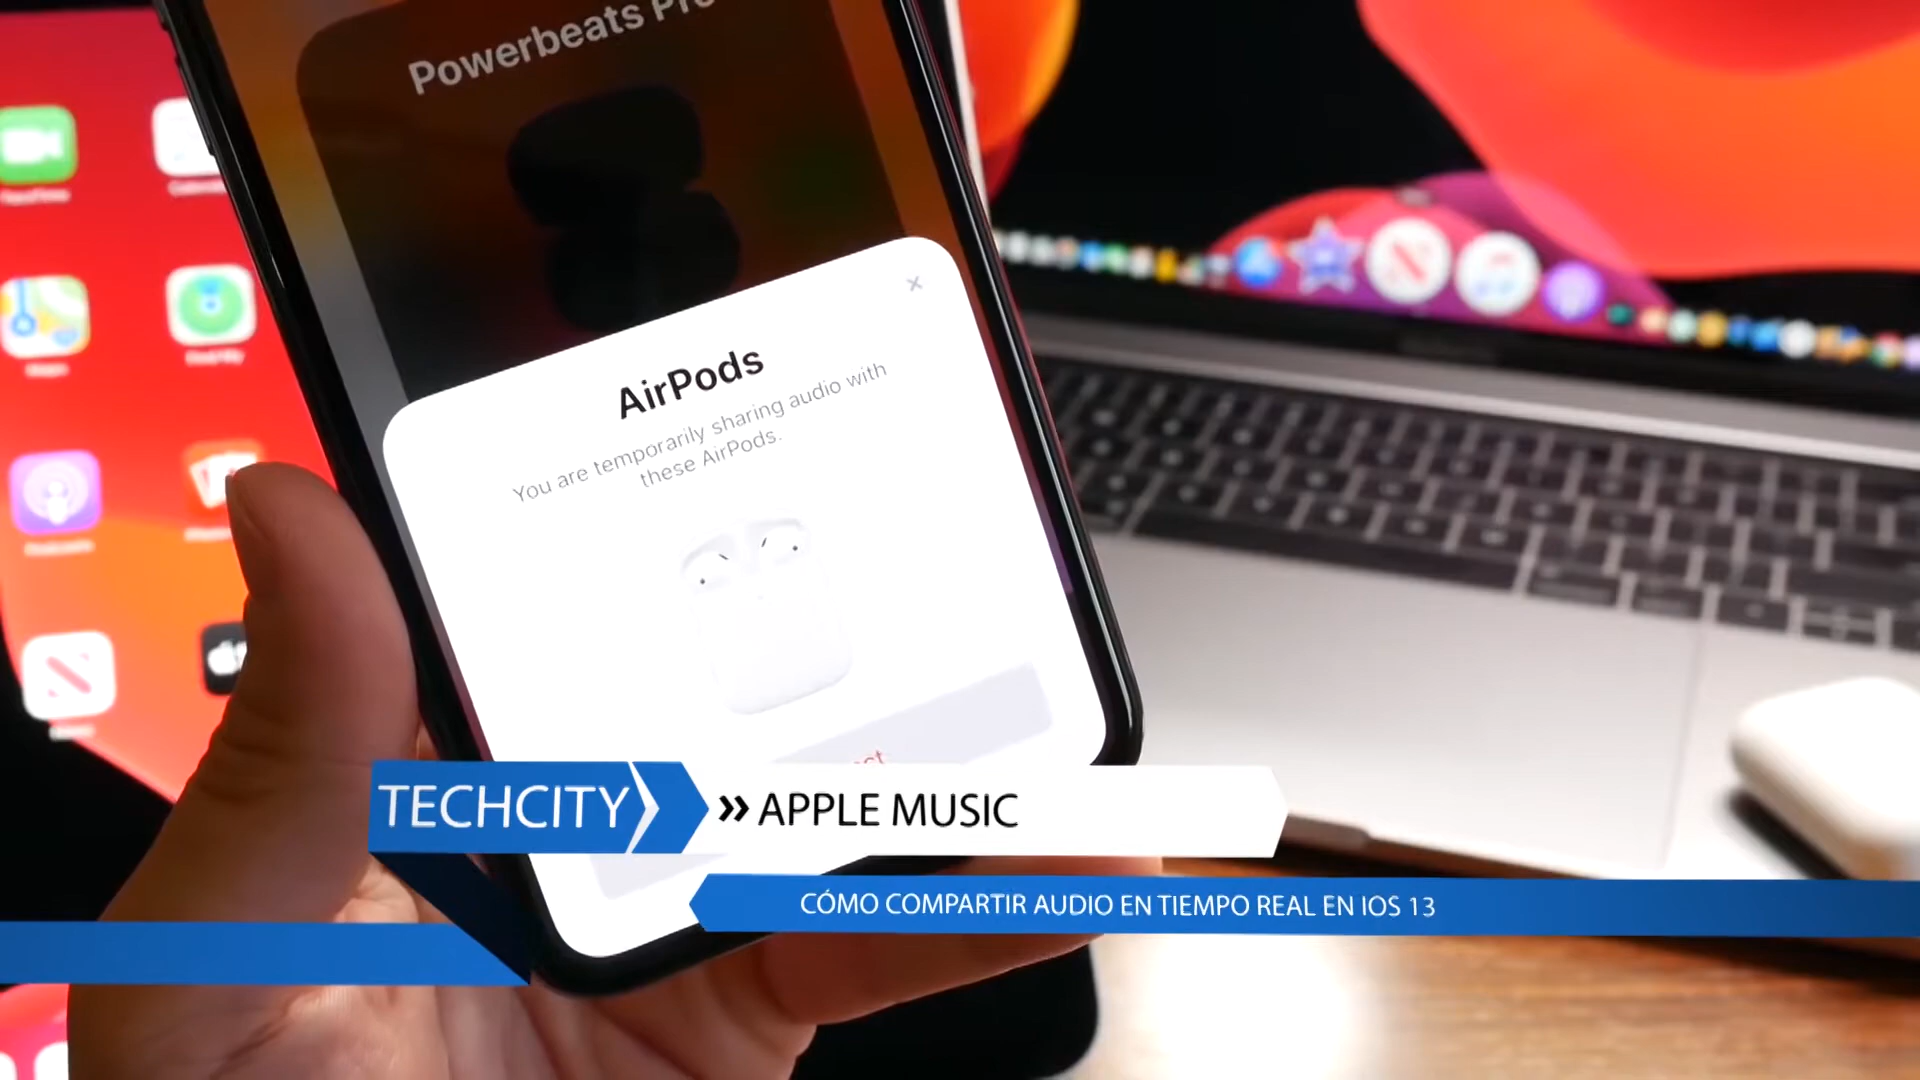 Powerbeats Pro
AirPods
You are temporarily sharing audio with
these AirPods.
TECHCITY
» APPLE MUSIC
CÓMO COMPARTIR AUDIO EN TIEMPO REAL EN IOS 13